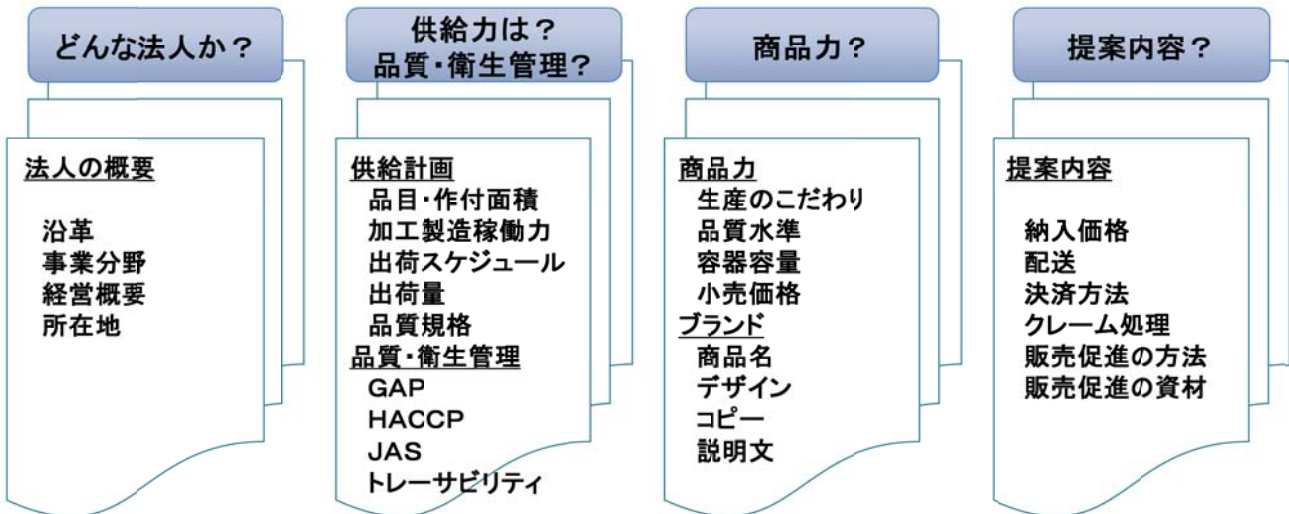 どんな法人か？
法人の概要
沿革
事業分野
経営概要
所在地
供給力は？
品質・衛生管理？
供給計画
品目・作付面積
加工製造稼働力
出荷スケジュール
出荷量
品質規格
品質・衛生管理
GAP
HACCP
JAS
トレーサビリティ
商品力？
商品力
生産のこだわり
品質水準
容器容量
小売価格
ブランド
商品名
デザイン
コピー
説明文
提案内容？
提案内容
納入価格
配送
決済方法
クレーム処理
販売促進の方法
販売促進の資材